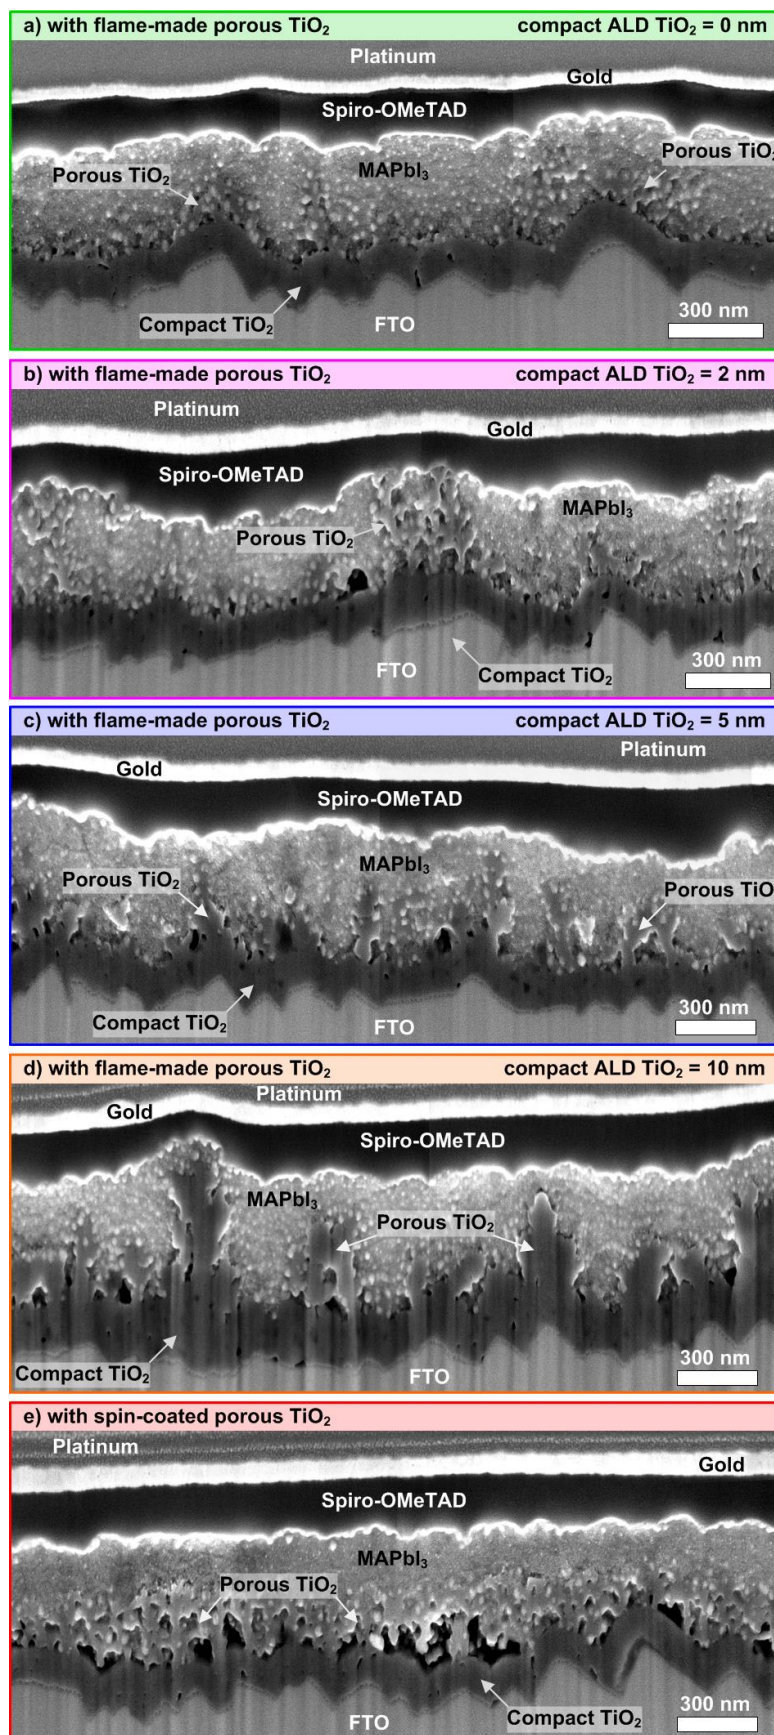 a) with flame-made porous TiO₂ compact ALD TiO₂ = 0 nm
Platinum
Gold
Spiro-OMeTAD
Porous TiO₂
MAPbI₃
Porous TiO₂
Compact TiO₂
FTO
300 nm
b) with flame-made porous TiO₂ compact ALD TiO₂ = 2 nm
Platinum
Gold
Spiro-OMeTAD
MAPbI₃
Porous TiO₂
FTO
Compact TiO₂
300 nm
c) with flame-made porous TiO₂ compact ALD TiO₂ = 5 nm
Platinum
Gold
Spiro-OMeTAD
MAPbI₃
Porous TiO₂
Porous TiO
Compact TiO₂
FTO
300 nm
d) with flame-made porous TiO₂ compact ALD TiO₂ = 10 nm
Platinum
Gold
Spiro-OMeTAD
MAPbI₃
Porous TiO₂
Compact TiO₂
FTO
300 nm
e) with spin-coated porous TiO₂
Platinum
Gold
Spiro-OMeTAD
MAPbI₃
Porous TiO₂
Compact TiO₂
FTO